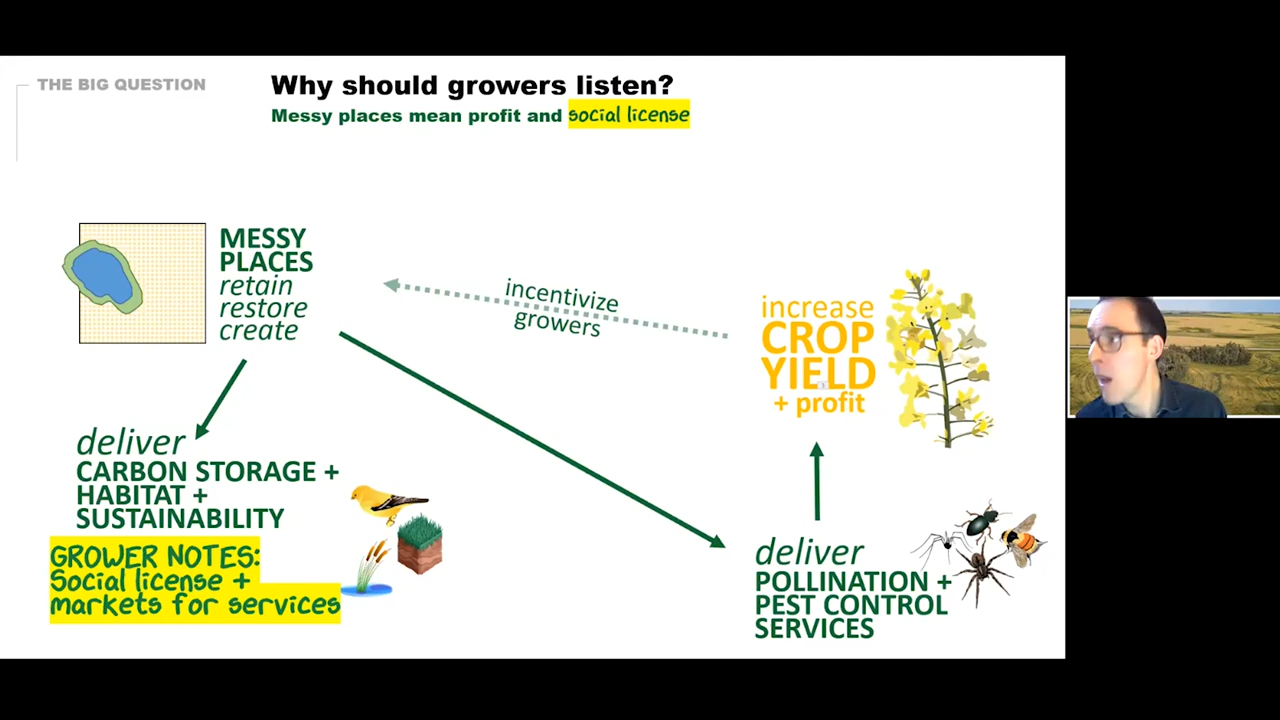 THE BIG QUESTION
Why should growers listen?
Messy places mean profit and social license
MESSY
PLACES
retain
restore
create
incentivize
growers
increase
CROP
YIELD
+ profit
deliver
CARBON STORAGE +
HABITAT +
SUSTAINABILITY
GROWER NOTES:
Social license +
markets for services
deliver
POLLINATION +
PEST CONTROL
SERVICES